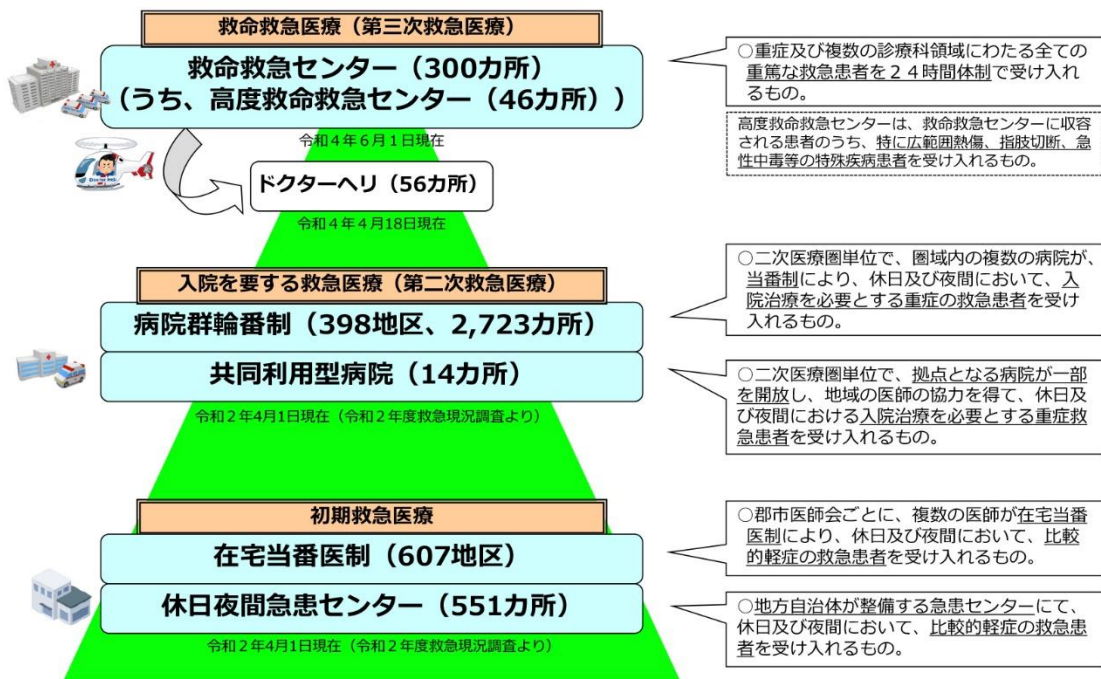 救命救急医療（第三次救急医療）
救命救急センター（300カ所）
（うち、高度救命救急センター（46カ所））
令和４年６月１日現在
ドクターヘリ（56カ所）
令和４年４月18日現在
○重症及び複数の診療科領域にわたる全ての
重篤な救急患者を２４時間体制で受け入れ
るもの。
高度救命救急センターは、救命救急センターに収容
される患者のうち、特に広範囲熱傷、指肢切断、急
性中毒等の特殊疾病患者を受け入れるもの。
入院を要する救急医療（第二次救急医療）
病院群輪番制（398地区、2,723カ所）
共同利用型病院（14カ所）
令和２年4月1日現在（令和２年度救急現況調査より）
○二次医療圏単位で、圏域内の複数の病院が、
当番制により、休日及び夜間において、入
院治療を必要とする重症の救急患者を受け
入れるもの。
○二次医療圏単位で、拠点となる病院が一部
を開放し、地域の医師の協力を得て、休日及
び夜間における入院治療を必要とする重症救
急患者を受け入れるもの。
初期救急医療
在宅当番医制（607地区）
休日夜間急患センター（551カ所）
令和２年4月1日現在（令和２年度救急現況調査より）
○郡市医師会ごとに、複数の医師が在宅当番
医制により、休日及び夜間において、比較
的軽症の救急患者を受け入れるもの。
○地方自治体が整備する急患センターにて、
休日及び夜間において、比較的軽症の救急患
者を受け入れるもの。